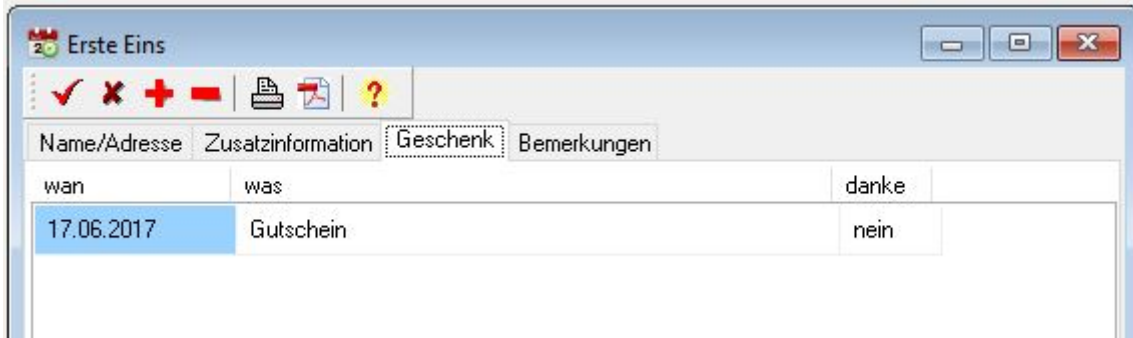 Erste Eins
Name/Adresse Zusatzinformation Geschenk Bemerkungen
wan was danke
17.06.2017 Gutschein nein